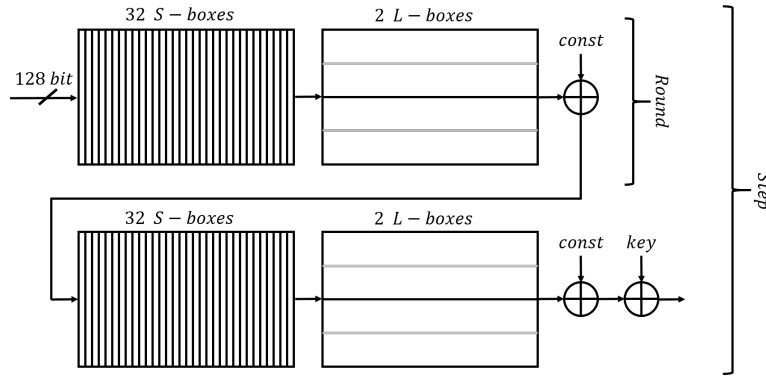 32 S − boxes
2 L − boxes
const
128 bit
Round
Step
32 S − boxes
2 L − boxes
const
key